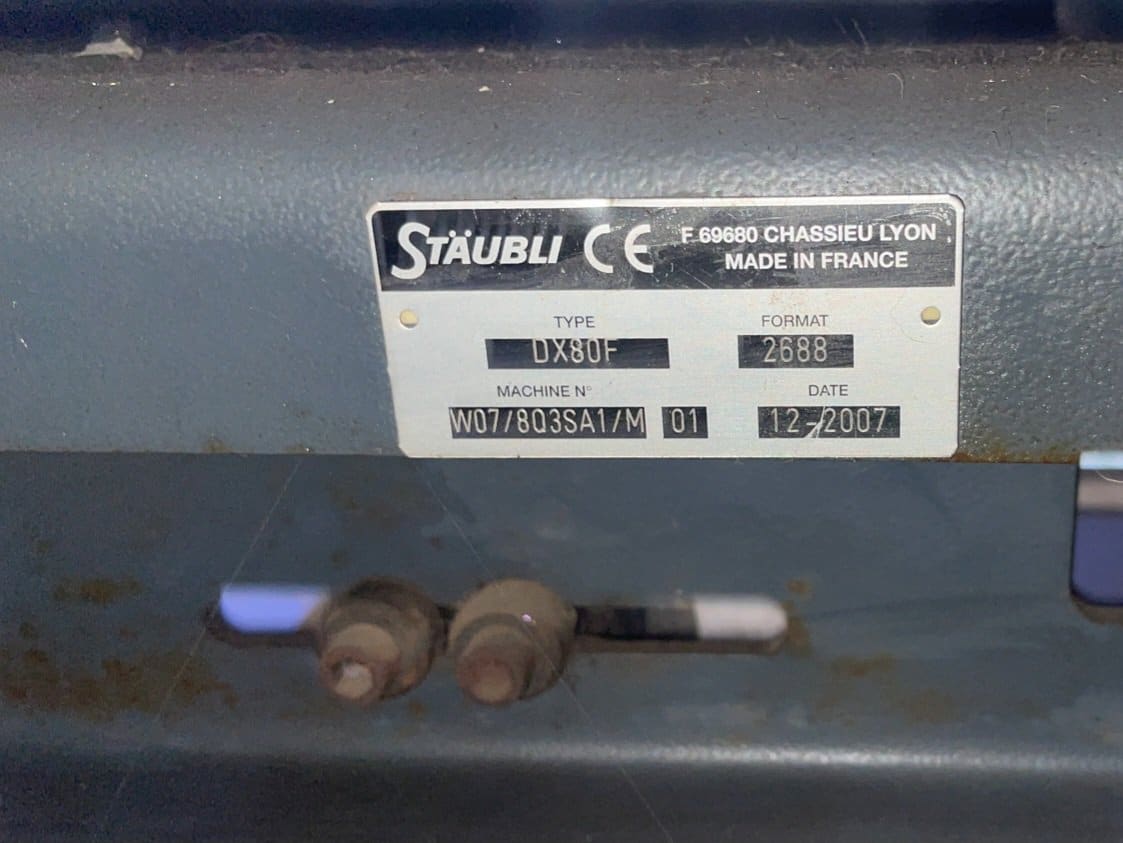 STÄUBLI CE F 69680 CHASSIEU LYON
MADE IN FRANCE
TYPE FORMAT
DX80F 2688
MACHINE N° DATE
W07/8Q3SA1/M 01 12-2007